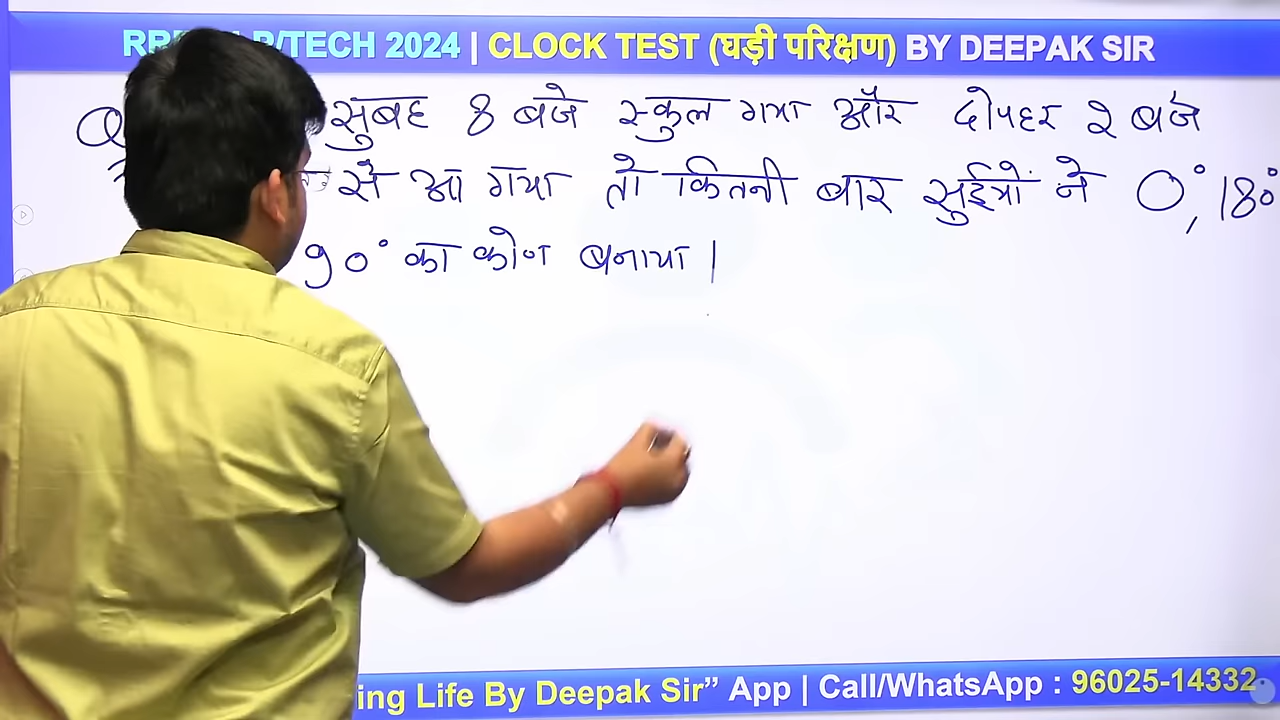 /TECH 2024 | CLOCK TEST (घड़ी परिक्षण) BY DEEPAK SIR
Q सुबह 8 बजे स्कुल गया और दोपहर 2 बजे
से आ गया तो कितनी बार सुईयों ने 0°, 180°
90° का कोण बनाया |
ing Life By Deepak Sir” App | Call/WhatsApp : 96025-14332